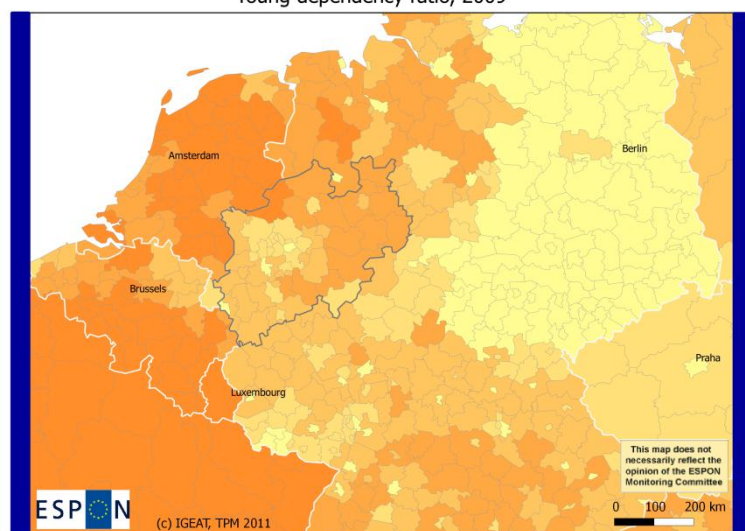 Young dependency ratio, 2009
Amsterdam
Berlin
Brussels
Praha
Luxembourg
This map does not
necessarily reflect the
opinion of the ESPON
Monitoring Committee
ESPON
(c) IGEAT, TPM 2011
0 100 200 km